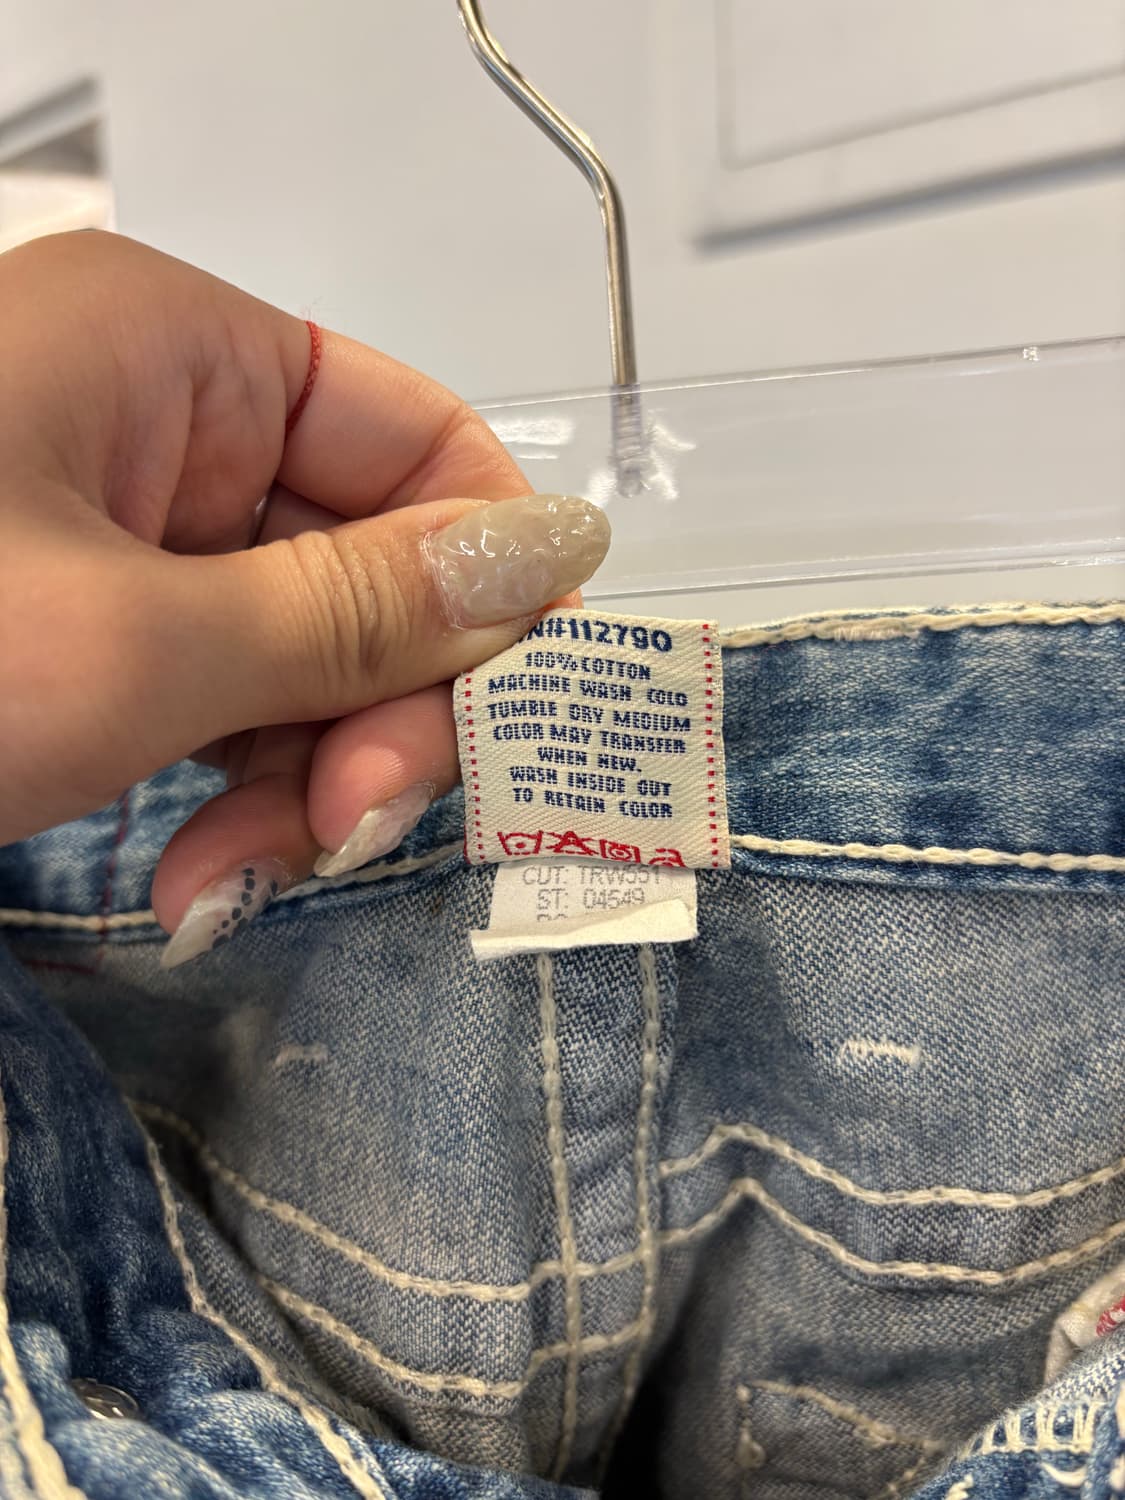 N#112790
100% COTTON
MACHINE WASH COLD
TUMBLE DRY MEDIUM
COLOR MAY TRANSFER
WHEN NEW.
WASH INSIDE OUT
TO RETAIN COLOR
CUT: TRW551
ST: 04549